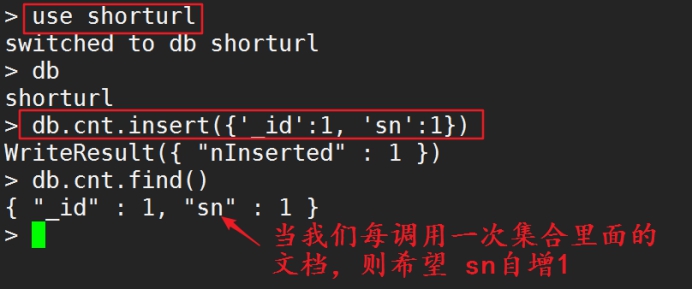 > use shorturl
switched to db shorturl
> db
shorturl
> db.cnt.insert({'_id':1, 'sn':1})
WriteResult({ "nInserted" : 1 })
> db.cnt.find()
{ "_id" : 1, "sn" : 1 }
>
当我们每调用一次集合里面的
文档，则希望 sn自增1